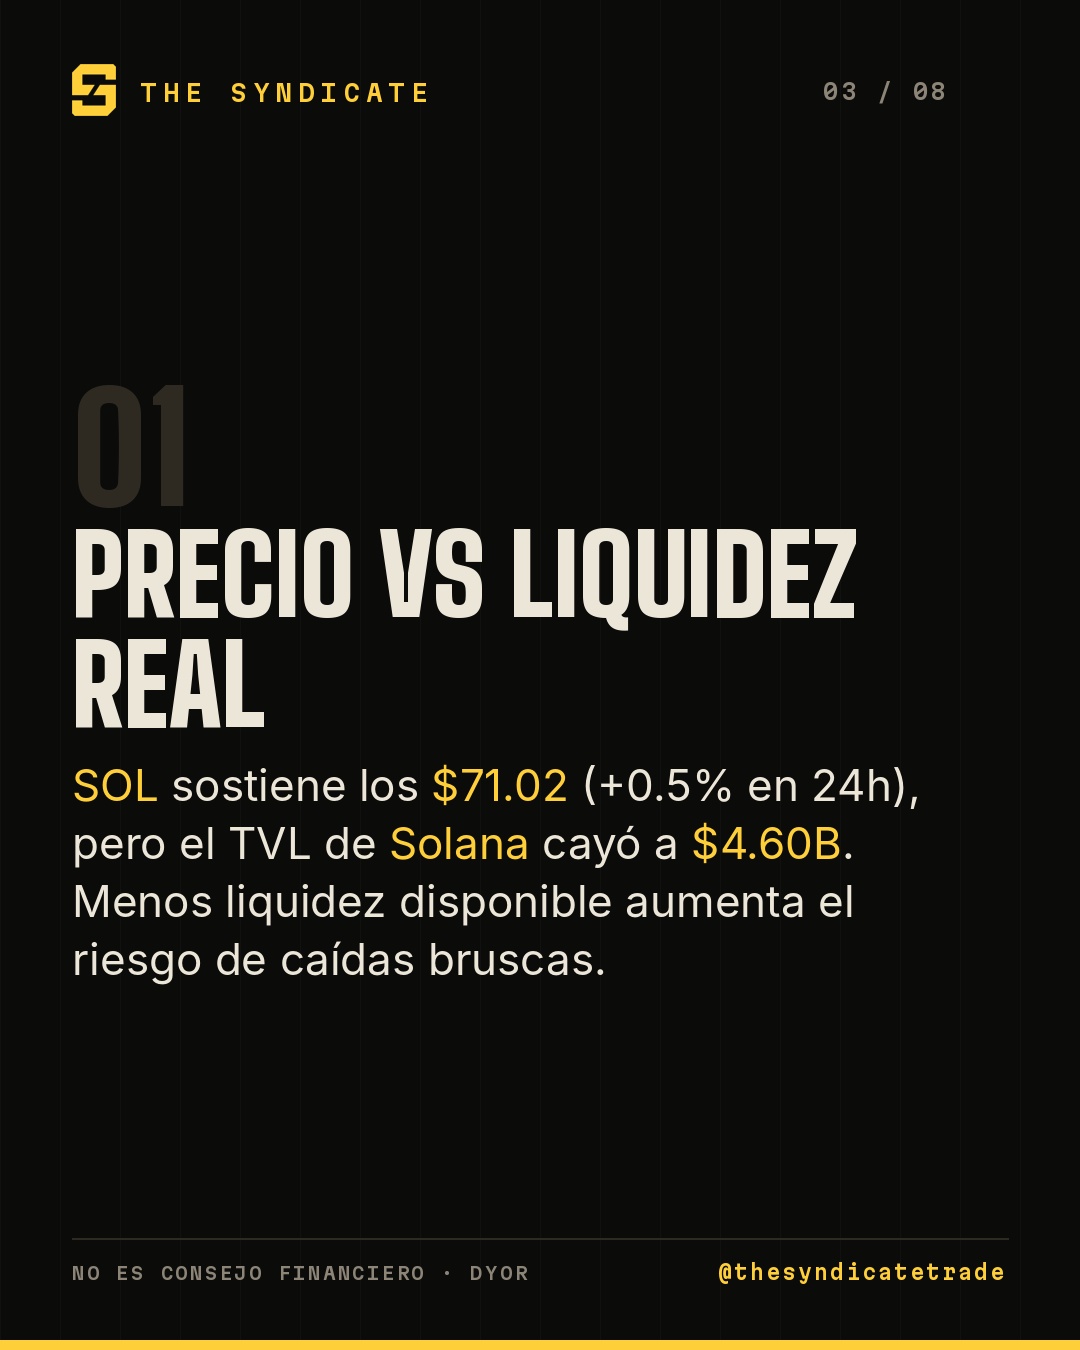 THE SYNDICATE
03 / 08
01
PRECIO VS LIQUIDEZ
REAL
SOL sostiene los $71.02 (+0.5% en 24h),
pero el TVL de Solana cayó a $4.60B.
Menos liquidez disponible aumenta el
riesgo de caídas bruscas.
NO ES CONSEJO FINANCIERO · DYOR
@thesyndicatetrade